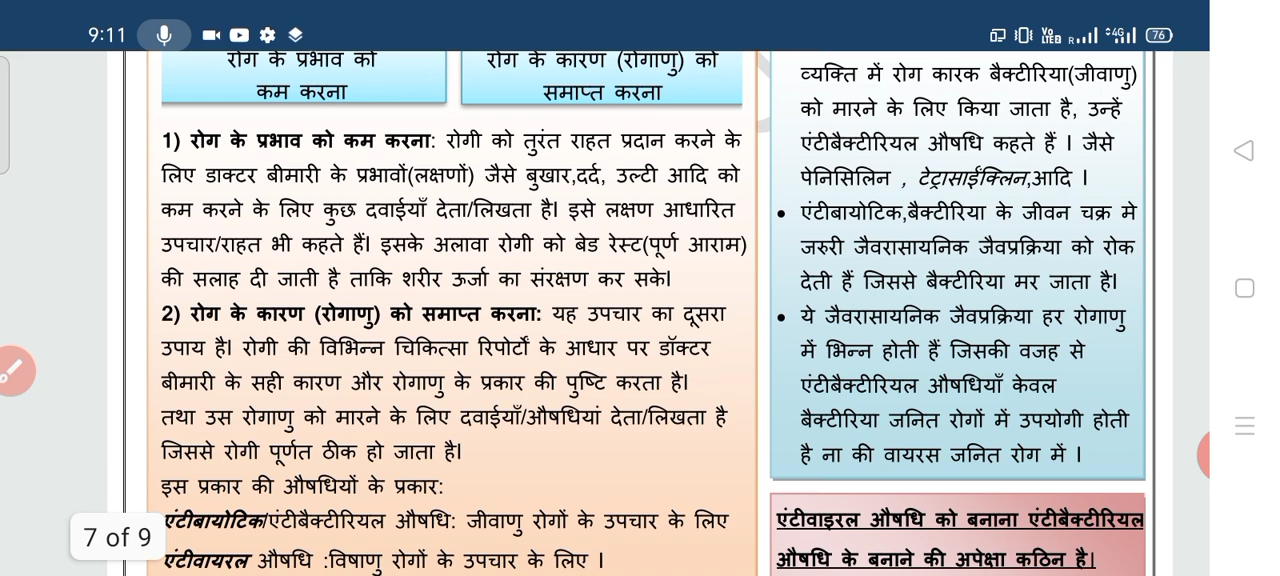 9:11
Vo LTED R 4G 76
रोग के प्रभाव को
कम करना
रोग के कारण (रोगाणु) को
समाप्त करना
1) रोग के प्रभाव को कम करना: रोगी को तुरंत राहत प्रदान करने के
लिए डाक्टर बीमारी के प्रभावों(लक्षणों) जैसे बुखार,दर्द, उल्टी आदि को
कम करने के लिए कुछ दवाईयाँ देता/लिखता है। इसे लक्षण आधारित
उपचार/राहत भी कहते हैं। इसके अलावा रोगी को बेड रेस्ट(पूर्ण आराम)
की सलाह दी जाती है ताकि शरीर ऊर्जा का संरक्षण कर सके।
2) रोग के कारण (रोगाणु) को समाप्त करना: यह उपचार का दूसरा
उपाय है। रोगी की विभिन्न चिकित्सा रिपोर्टों के आधार पर डॉक्टर
बीमारी के सही कारण और रोगाणु के प्रकार की पुष्टि करता है।
तथा उस रोगाणु को मारने के लिए दवाईयाँ/औषधियां देता/लिखता है
जिससे रोगी पूर्णत ठीक हो जाता है।
इस प्रकार की औषधियों के प्रकार:
एंटीबायोटिक/एंटीबैक्टीरियल औषधि: जीवाणु रोगों के उपचार के लिए
एंटीवायरल औषधि :विषाणु रोगों के उपचार के लिए ।
7 of 9
व्यक्ति में रोग कारक बैक्टीरिया(जीवाणु)
को मारने के लिए किया जाता है, उन्हें
एंटीबैक्टीरियल औषधि कहते हैं । जैसे
पेनिसिलिन , टेट्रासाईक्लिन,आदि ।
• एंटीबायोटिक,बैक्टीरिया के जीवन चक्र मे
जरुरी जैवरासायनिक जैवप्रक्रिया को रोक
देती हैं जिससे बैक्टीरिया मर जाता है।
• ये जैवरासायनिक जैवप्रक्रिया हर रोगाणु
में भिन्न होती हैं जिसकी वजह से
एंटीबैक्टीरियल औषधियाँ केवल
बैक्टीरिया जनित रोगों में उपयोगी होती
है ना की वायरस जनित रोग में ।
एंटीवाइरल औषधि को बनाना एंटीबैक्टीरियल
औषधि के बनाने की अपेक्षा कठिन है।